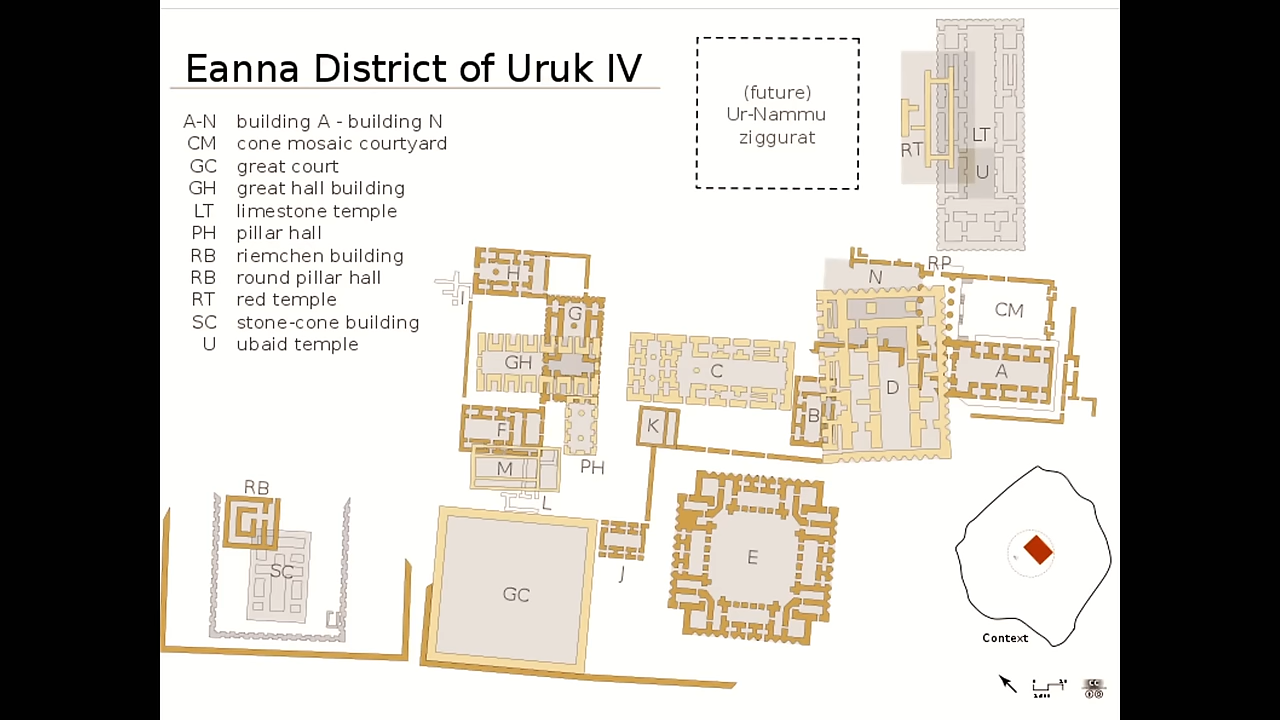 Eanna District of Uruk IV
A-N building A - building N
CM cone mosaic courtyard
GC great court
GH great hall building
LT limestone temple
PH pillar hall
RB riemchen building
RB round pillar hall
RT red temple
SC stone-cone building
U ubaid temple
(future)
Ur-Nammu
ziggurat
LT
RT
U
H
I
G
GH
F
M
PH
L
N
RP
CM
C
D
A
K
B
RB
SC
GC
J
E
Context
CC